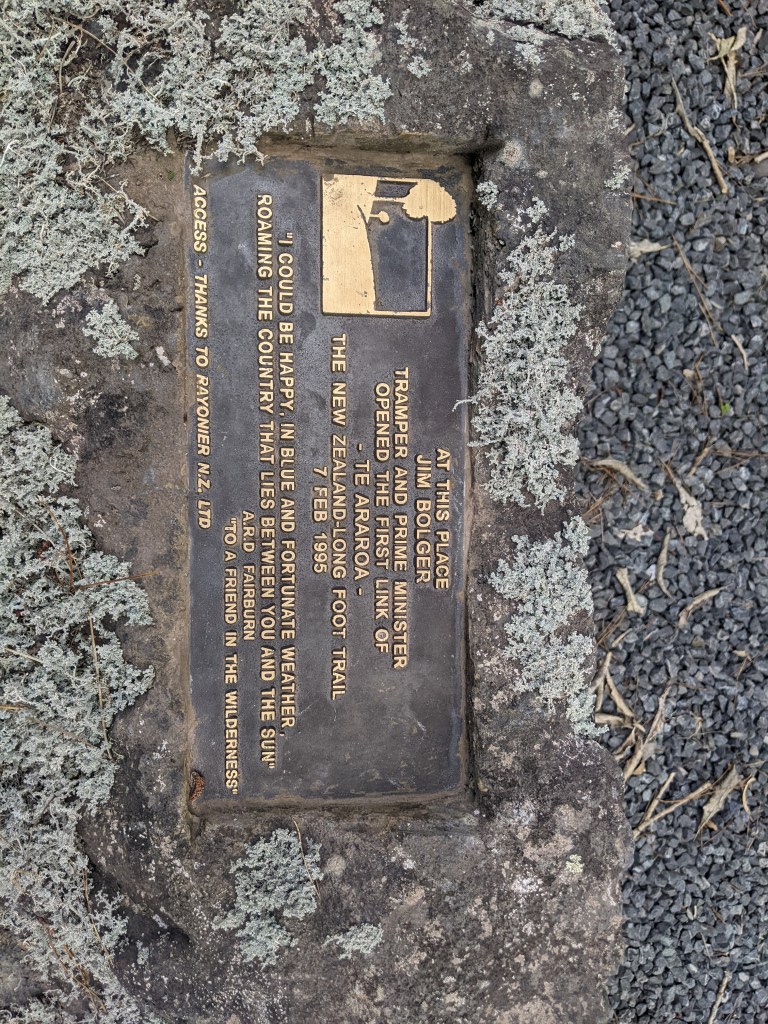 AT THIS PLACE
JIM BOLGER
TRAMPER AND PRIME MINISTER
OPENED THE FIRST LINK OF
- TE ARAROA -
THE NEW ZEALAND-LONG FOOT TRAIL
7 FEB 1995
"I COULD BE HAPPY, IN BLUE AND FORTUNATE WEATHER,
ROAMING THE COUNTRY THAT LIES BETWEEN YOU AND THE SUN"
A.R.D FAIRBURN
"TO A FRIEND IN THE WILDERNESS"
ACCESS - THANKS TO RAYONIER N.Z. LTD